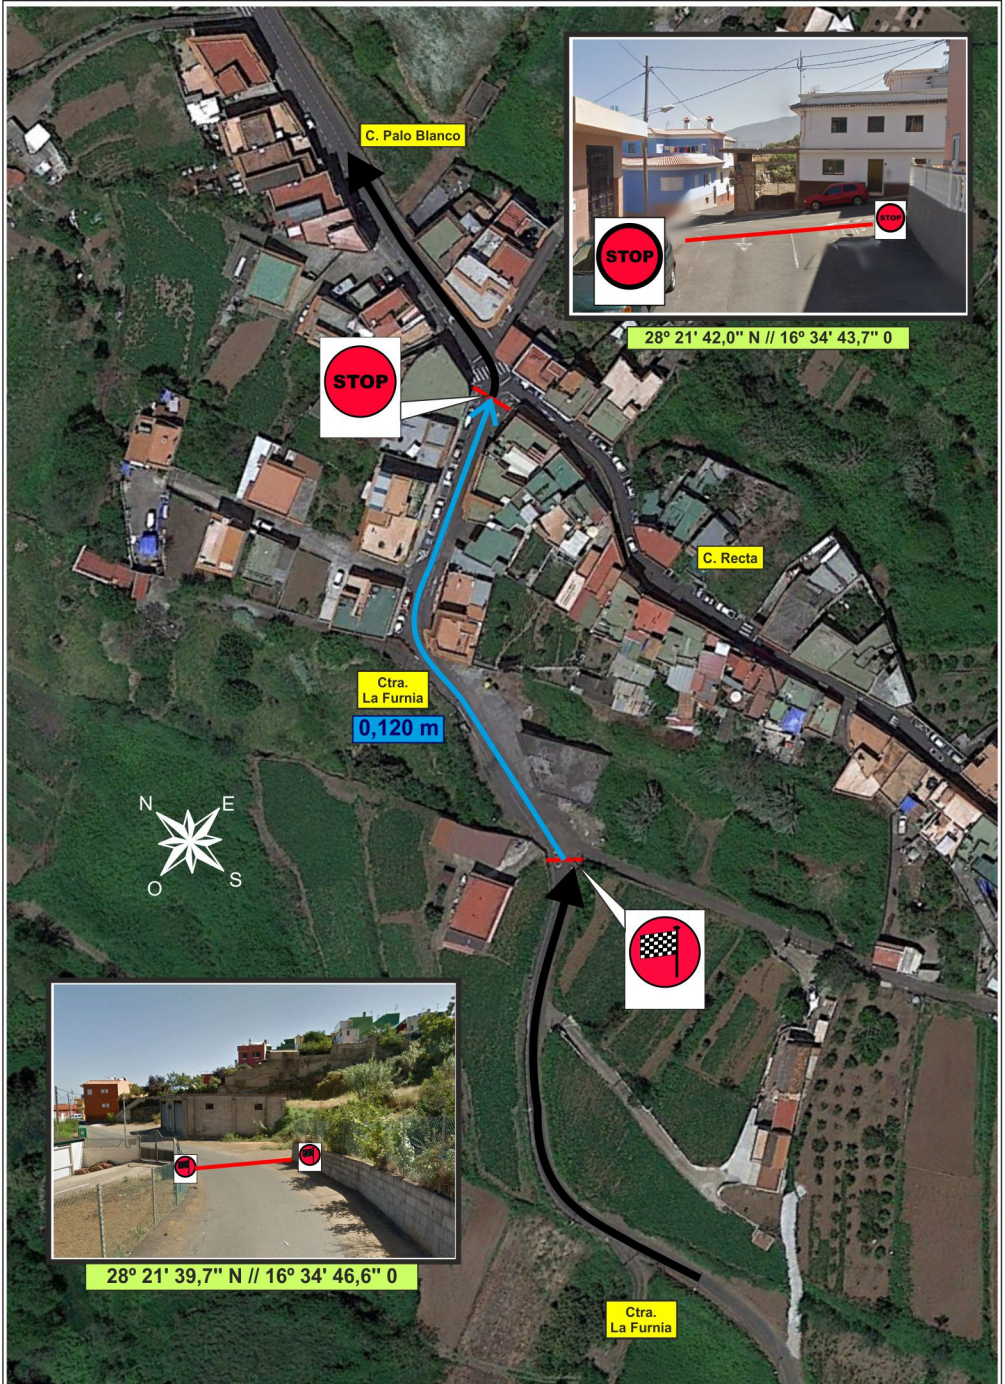 C. Palo Blanco
STOP
STOP
28º 21' 42,0'' N // 16º 34' 43,7'' 0
STOP
C. Recta
Ctra.
La Furnia
0,120 m
N
E
O
S
28º 21' 39,7'' N // 16º 34' 46,6'' 0
Ctra.
La Furnia